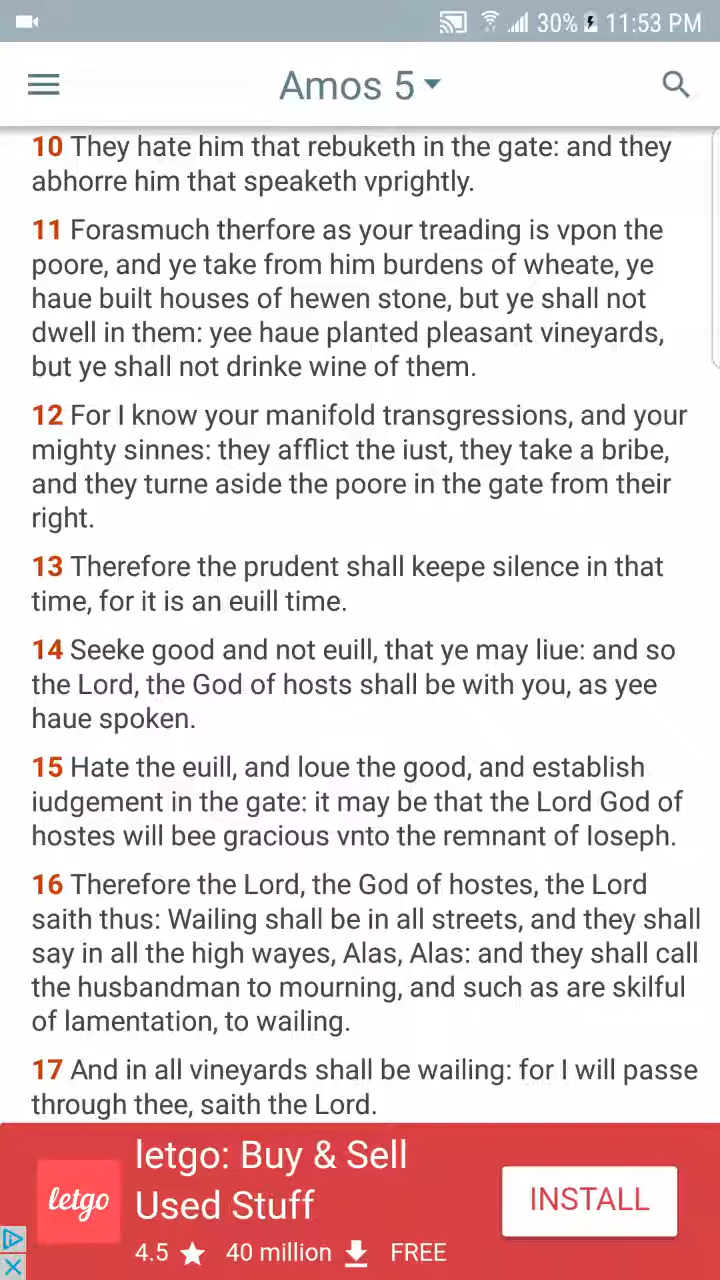 30% 11:53 PM
Amos 5
10 They hate him that rebuketh in the gate: and they
abhorre him that speaketh vprightly.
11 Forasmuch therfore as your treading is vpon the
poore, and ye take from him burdens of wheate, ye
haue built houses of hewen stone, but ye shall not
dwell in them: yee haue planted pleasant vineyards,
but ye shall not drinke wine of them.
12 For I know your manifold transgressions, and your
mighty sinnes: they afflict the iust, they take a bribe,
and they turne aside the poore in the gate from their
right.
13 Therefore the prudent shall keepe silence in that
time, for it is an euill time.
14 Seeke good and not euill, that ye may liue: and so
the Lord, the God of hosts shall be with you, as yee
haue spoken.
15 Hate the euill, and loue the good, and establish
iudgement in the gate: it may be that the Lord God of
hostes will bee gracious vnto the remnant of Ioseph.
16 Therefore the Lord, the God of hostes, the Lord
saith thus: Wailing shall be in all streets, and they shall
say in all the high wayes, Alas, Alas: and they shall call
the husbandman to mourning, and such as are skilful
of lamentation, to wailing.
17 And in all vineyards shall be wailing: for I will passe
through thee, saith the Lord.
letgo
letgo: Buy & Sell
Used Stuff
4.5 ★ 40 million FREE
INSTALL